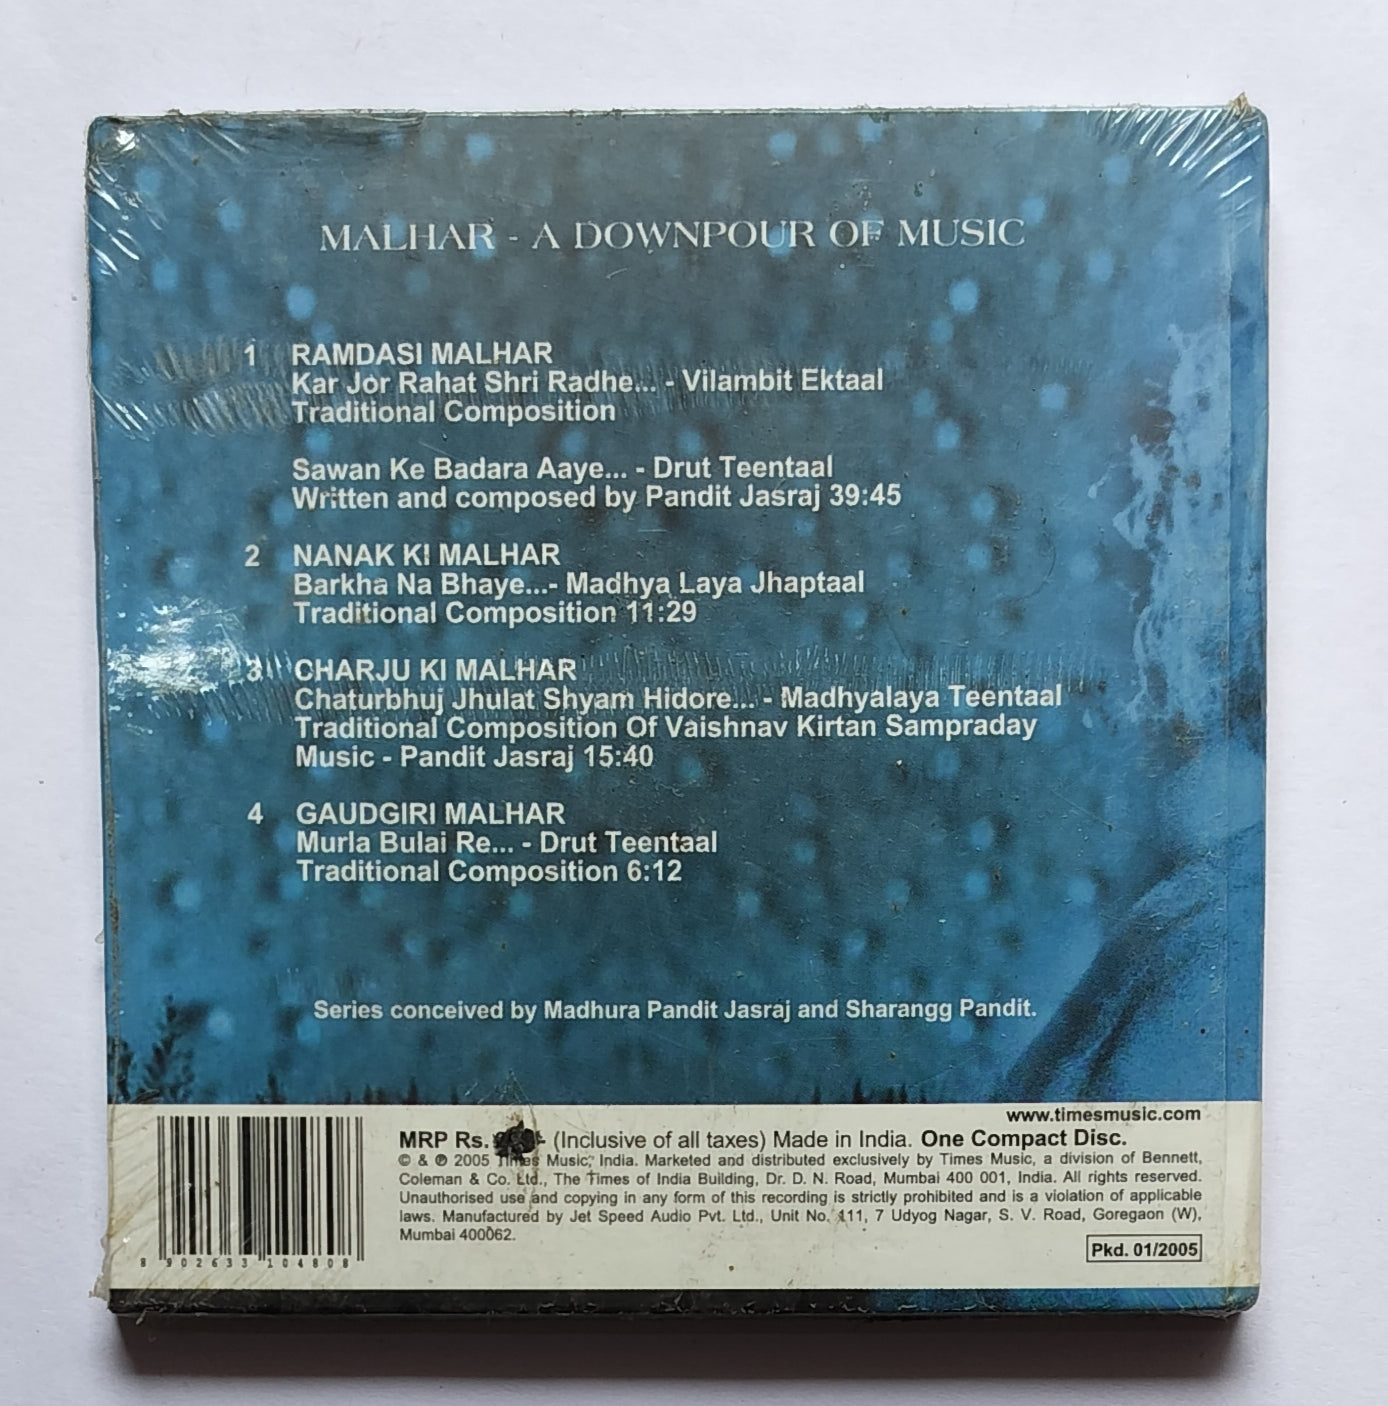 MALHAR - A DOWNPOUR OF MUSIC
1 RAMDASI MALHAR
Kar Jor Rahat Shri Radhe... - Vilambit Ektaal
Traditional Composition
Sawan Ke Badara Aaye... - Drut Teentaal
Written and composed by Pandit Jasraj 39:45
2 NANAK KI MALHAR
Barkha Na Bhaye...- Madhya Laya Jhaptaal
Traditional Composition 11:29
3 CHARJU KI MALHAR
Chaturbhuj Jhulat Shyam Hidore... - Madhyalaya Teentaal
Traditional Composition Of Vaishnav Kirtan Sampraday
Music - Pandit Jasraj 15:40
4 GAUDGIRI MALHAR
Murla Bulai Re... - Drut Teentaal
Traditional Composition 6:12
Series conceived by Madhura Pandit Jasraj and Sharangg Pandit.
www.timesmusic.com
MRP Rs. (Inclusive of all taxes) Made in India. One Compact Disc.
© & ℗ 2005 Times Music, India. Marketed and distributed exclusively by Times Music, a division of Bennett,
Coleman & Co. Ltd., The Times of India Building, Dr. D. N. Road, Mumbai 400 001, India. All rights reserved.
Unauthorised use and copying in any form of this recording is strictly prohibited and is a violation of applicable
laws. Manufactured by Jet Speed Audio Pvt. Ltd., Unit No. 111, 7 Udyog Nagar, S. V. Road, Goregaon (W),
Mumbai 400062.
Pkd. 01/2005
8 902633 104808